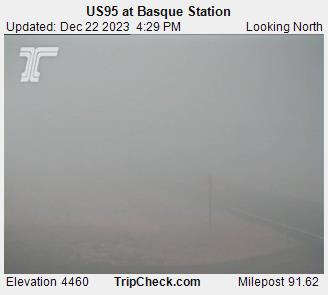 US95 at Basque Station
Updated: Dec 22 2023 4:29 PM Looking North
Elevation 4460 TripCheck.com Milepost 91.62